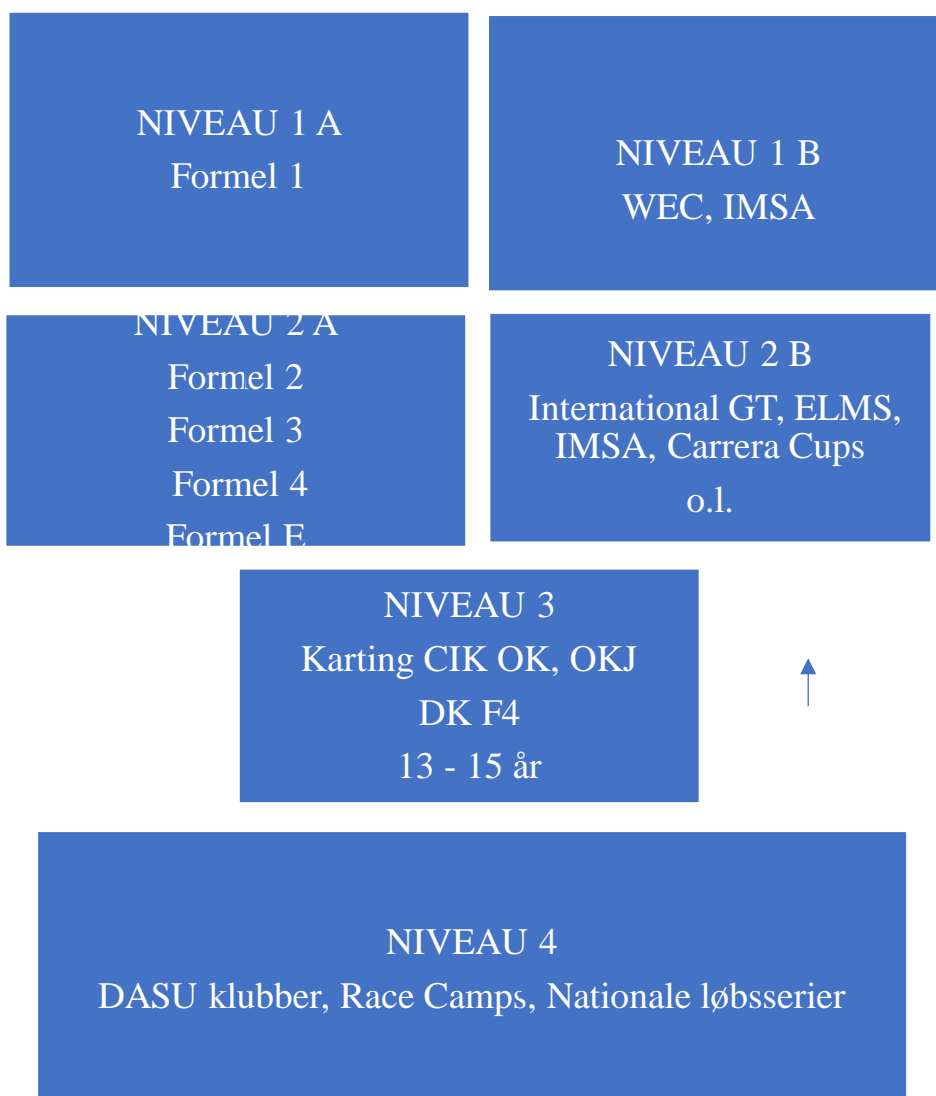 NIVEAU 1 A
Formel 1
NIVEAU 1 B
WEC, IMSA
NIVEAU 2 A
Formel 2
Formel 3
Formel 4
Formel E
NIVEAU 2 B
International GT, ELMS,
IMSA, Carrera Cups
o.l.
NIVEAU 3
Karting CIK OK, OKJ
DK F4
13 - 15 år
NIVEAU 4
DASU klubber, Race Camps, Nationale løbsserier